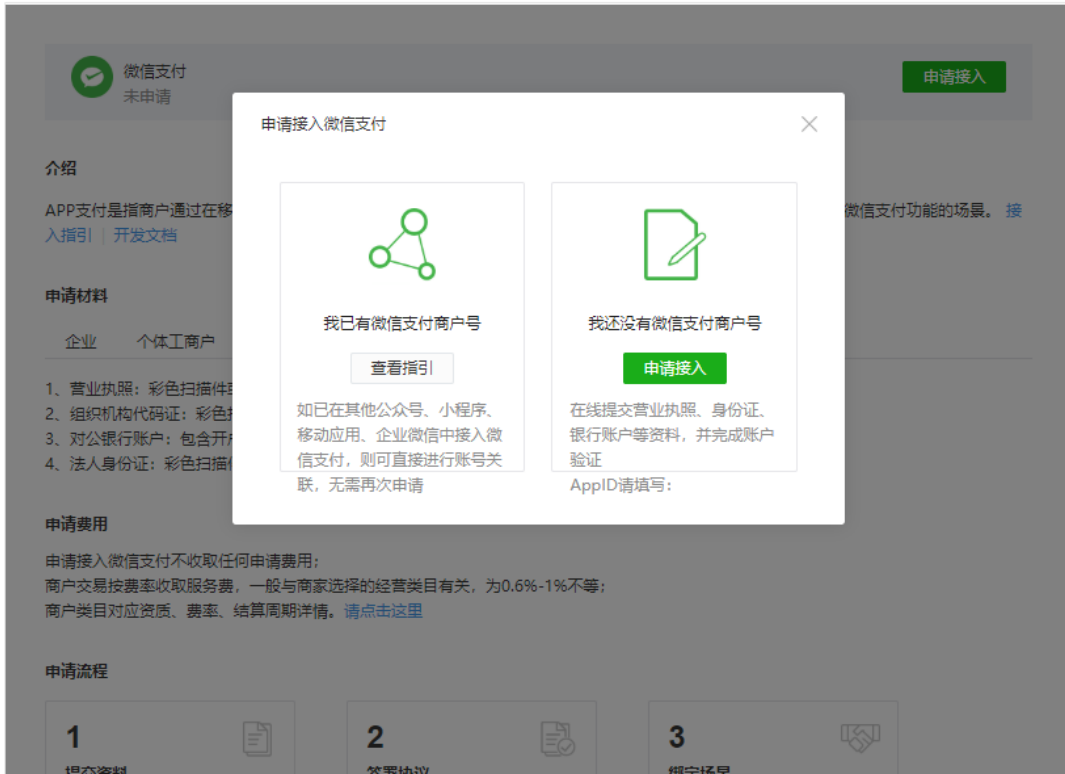 微信支付
未申请
申请接入
申请接入微信支付
介绍
APP支付是指商户通过在移
微信支付功能的场景。 接
入指引 | 开发文档
申请材料
企业 个体工商户
1、营业执照：彩色扫描件
2、组织机构代码证：彩色
3、对公银行账户：包含开
4、法人身份证：彩色扫描
我已有微信支付商户号
查看指引
如已在其他公众号、小程序、
移动应用、企业微信中接入微
信支付，则可直接进行账号关
联，无需再次申请
我还没有微信支付商户号
申请接入
在线提交营业执照、身份证、
银行账户等资料，并完成账户
验证
AppID请填写：
申请费用
申请接入微信支付不收取任何申请费用；
商户交易按费率收取服务费，一般与商家选择的经营类目有关，为0.6%-1%不等；
商户类目对应资质、费率、结算周期详情。请点击这里
申请流程
1
提交资料
2
签署协议
3
绑定场景